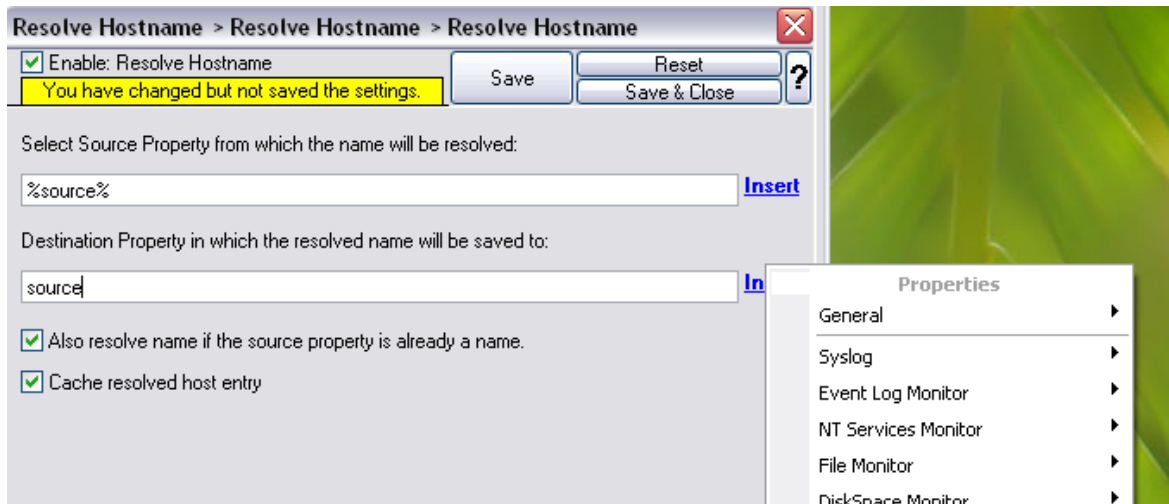 Resolve Hostname > Resolve Hostname > Resolve Hostname
Enable: Resolve Hostname
You have changed but not saved the settings.
Save
Reset
Save & Close
?
Select Source Property from which the name will be resolved:
%source%
Insert
Destination Property in which the resolved name will be saved to:
source
In
Also resolve name if the source property is already a name.
Cache resolved host entry
Properties
General
Syslog
Event Log Monitor
NT Services Monitor
File Monitor
DiskSpace Monitor